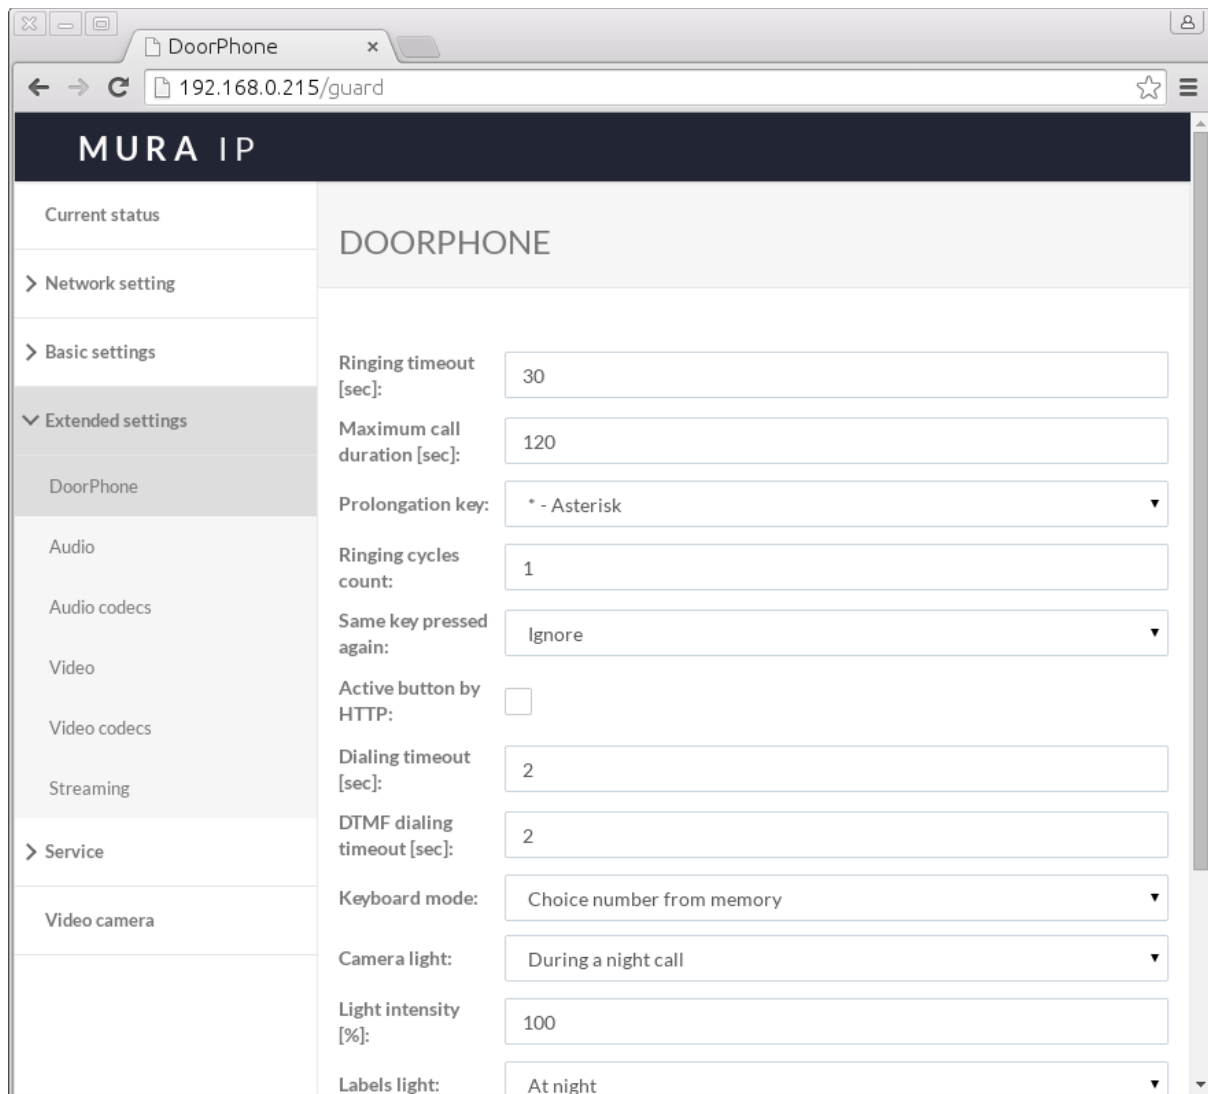 DoorPhone
192.168.0.215/guard
MURA IP
Current status
Network setting
Basic settings
Extended settings
DoorPhone
Audio
Audio codecs
Video
Video codecs
Streaming
Service
Video camera
DOORPHONE
Ringing timeout
[sec]:
30
Maximum call
duration [sec]:
120
Prolongation key:
* - Asterisk
Ringing cycles
count:
1
Same key pressed
again:
Ignore
Active button by
HTTP:
Dialing timeout
[sec]:
2
DTMF dialing
timeout [sec]:
2
Keyboard mode:
Choice number from memory
Camera light:
During a night call
Light intensity
[%]:
100
Labels light:
At night